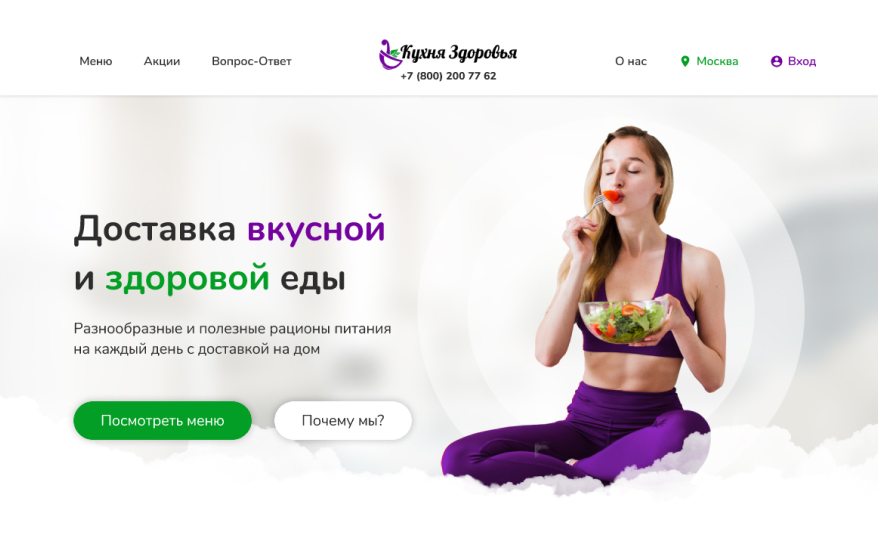 Меню
Акции
Вопрос-Ответ
Кухня Здоровья
+7 (800) 200 77 62
О нас
Москва
Вход
Доставка вкусной
и здоровой еды
Разнообразные и полезные рационы питания
на каждый день с доставкой на дом
Посмотреть меню
Почему мы?